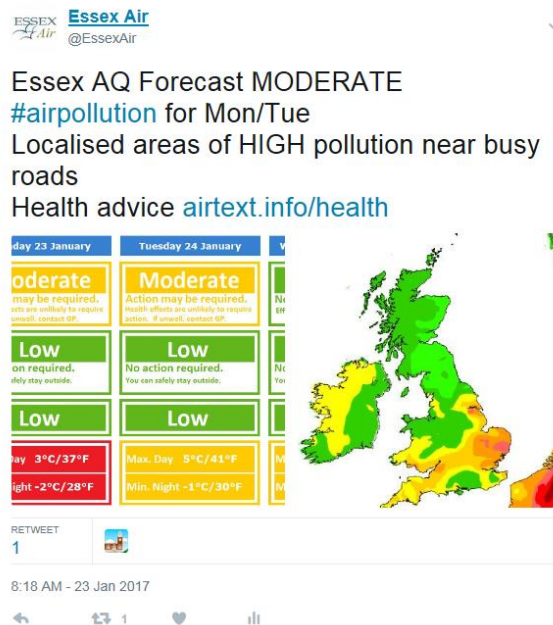 ESSEX
Air
Essex Air
@EssexAir
Essex AQ Forecast MODERATE
#airpollution for Mon/Tue
Localised areas of HIGH pollution near busy
roads
Health advice airtext.info/health
day 23 January
Tuesday 24 January
oderate
may be required.
Moderate
Action may be required.
Health effects are unlikely to require
action. If unwell, contact GP.
Low
on required.
afely stay outside.
Low
No action required.
You can safely stay outside.
Low
Low
ay 3°C/37°F
ight -2°C/28°F
Max. Day 5°C/41°F
Min. Night -1°C/30°F
RETWEET
1
8:18 AM - 23 Jan 2017
1